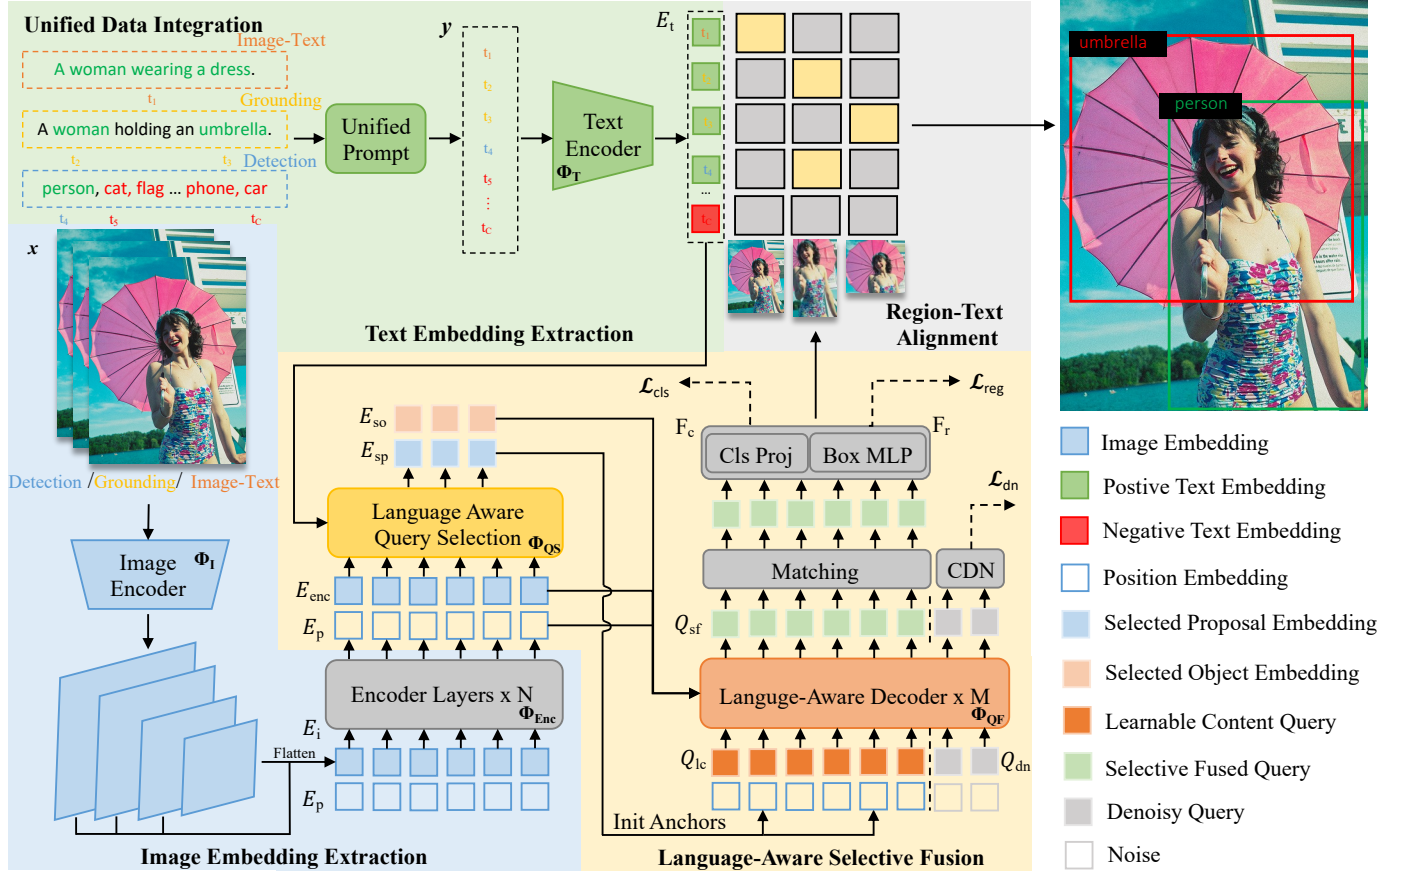 Unified Data Integration
Image-Text
A woman wearing a dress.
t1
Grounding
A woman holding an umbrella.
t2 t3
Detection
person, cat, flag ... phone, car
t4 t5 tC
Unified
Prompt
y
t1
t2
t3
t4
t5
⋮
tC
Text
Encoder
ΦT
Et
t1
t4
...
tC
Text Embedding Extraction
Region-Text
Alignment
umbrella
person
x
Detection /Grounding/ Image-Text
Image
Encoder
ΦI
Flatten
Ei
Ep
Image Embedding Extraction
Encoder Layers x N
ΦEnc
Eenc
Ep
Language Aware
Query Selection
ΦQS
Eso
Esp
Init Anchors
Qlc
Qdn
Languge-Aware Decoder x M
ΦQF
Qsf
Matching
CDN
Fc
Cls Proj
Box MLP
Fr
ℒcls
ℒreg
ℒdn
Language-Aware Selective Fusion
Image Embedding
Postive Text Embedding
Negative Text Embedding
Position Embedding
Selected Proposal Embedding
Selected Object Embedding
Learnable Content Query
Selective Fused Query
Denoisy Query
Noise